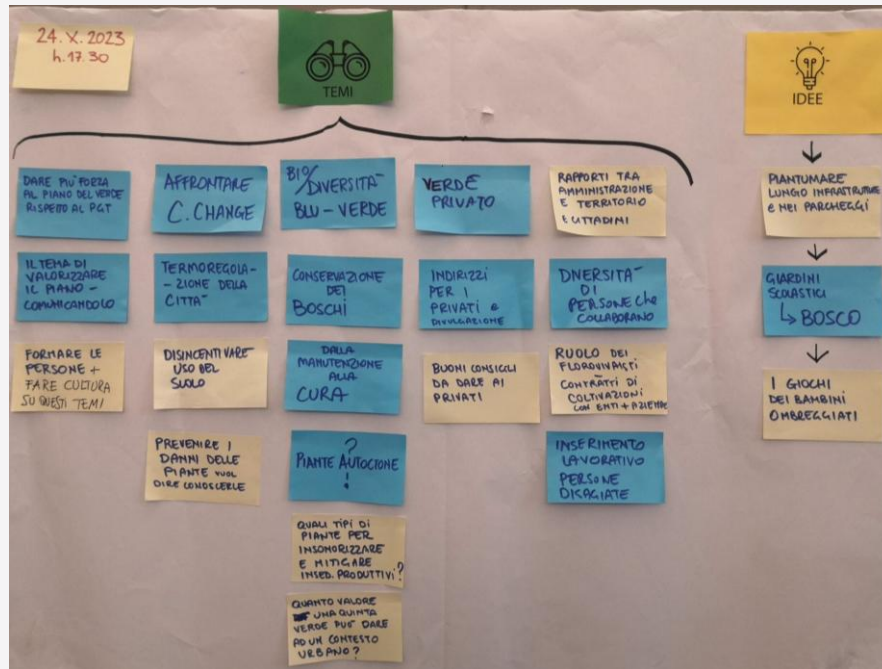 24.X.2023
h.17.30
TEMI
IDEE
DARE PIU' FORZA
AL PIANO DEL VERDE
RISPETTO AL PGT
IL TEMA DI
VALORIZZARE
IL PIANO -
COMUNICANDOLO
FORMARE LE
PERSONE +
FARE CULTURA
SU QUESTI TEMI
AFFRONTARE
C. CHANGE
TERMOREGOLA-
-ZIONE DELLA
CITTA'
DISINCENTIVARE
USO DEL
SUOLO
PREVENIRE I
DANNI DELLE
PIANTE VUOL
DIRE CONOSCERLE
BIO/
DIVERSITA'
BLU-VERDE
CONSERVAZIONE
DEI
BOSCHI
DALLA
MANUTENZIONE
ALLA
CURA
?
PIANTE AUTOCTONE
!
QUALI TIPI DI
PIANTE PER
INSONORIZZARE
E MITIGARE
INSED. PRODUTTIVI?
QUANTO VALORE
UNA QUINTA
VERDE PUO' DARE
AD UN CONTESTO
URBANO?
VERDE
PRIVATO
INDIRIZZI
PER I
PRIVATI e
DIVULGAZIONE
BUONI CONSIGLI
DA DARE AI
PRIVATI
RAPPORTI TRA
AMMINISTRAZIONE
E TERRITORIO
E CITTADINI
DIVERSITA'
DI
PERSONE che
COLLABORANO
RUOLO DEI
FLOROVIVAISTI
CONTRATTI DI
COLTIVAZIONI
CON ENTI + AZIENDE
INSERIMENTO
LAVORATIVO
PERSONE
DISAGIATE
PIANTUMARE
LUNGO INFRASTRUTTURE
E NEI PARCHEGGI
GIARDINI
SCOLASTICI
↳ BOSCO
I GIOCHI
DEI BAMBINI
OMBREGGIATI